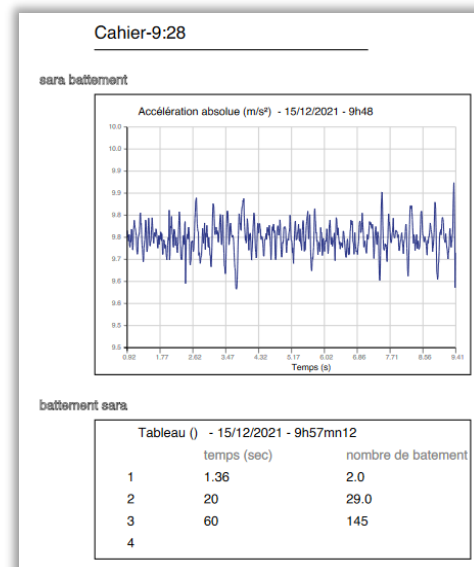 Cahier-9:28
sara battement
Accélération absolue (m/s²) - 15/12/2021 - 9h48
10.0
9.9
9.9
9.8
9.8
9.7
9.7
9.6
9.6
9.5
9.5
0.92 1.77 2.62 3.47 4.32 5.17 6.02 6.86 7.71 8.56 9.41
Temps (s)
battement sara
Tableau () - 15/12/2021 - 9h57mn12
temps (sec) nombre de batement
1 1.36 2.0
2 20 29.0
3 60 145
4